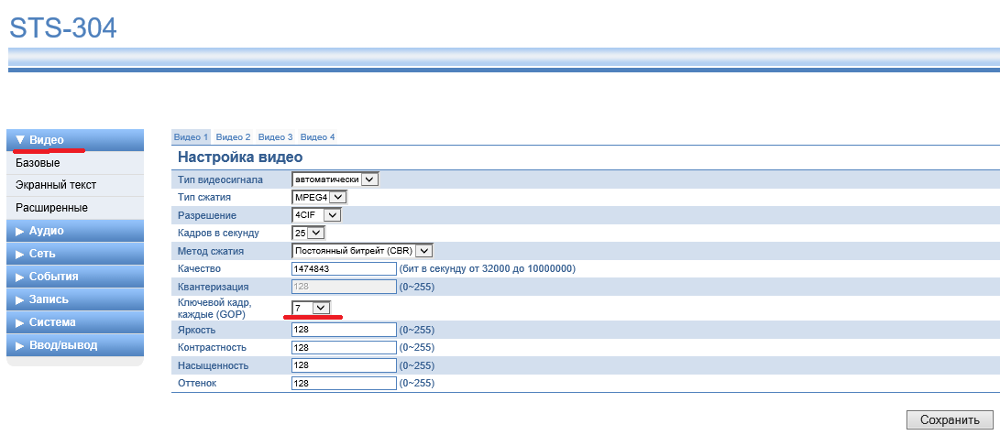 STS-304
Видео
Базовые
Экранный текст
Расширенные
Аудио
Сеть
События
Запись
Система
Ввод/вывод
Видео 1 Видео 2 Видео 3 Видео 4
Настройка видео
Тип видеосигнала автоматически
Тип сжатия MPEG4
Разрешение 4CIF
Кадров в секунду 25
Метод сжатия Постоянный битрейт (CBR)
Качество 1474843 (бит в секунду от 32000 до 10000000)
Квантеризация 128 (0~255)
Ключевой кадр,
каждые (GOP) 7
Яркость 128 (0~255)
Контрастность 128 (0~255)
Насыщенность 128 (0~255)
Оттенок 128 (0~255)
Сохранить